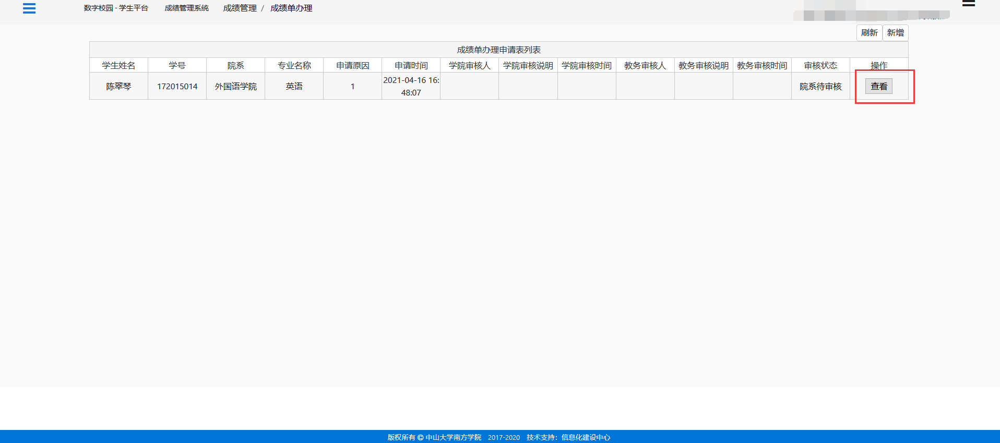 数字校园 - 学生平台 成绩管理系统 成绩管理 / 成绩单办理
刷新 新增
成绩单办理申请表列表
学生姓名 学号 院系 专业名称 申请原因 申请时间 学院审核人 学院审核说明 学院审核时间 教务审核人 教务审核说明 教务审核时间 审核状态 操作
陈翠琴 172015014 外国语学院 英语 1 2021-04-16 16:
48:07 院系待审核 查看
版权所有 © 中山大学南方学院 2017-2020 技术支持：信息化建设中心